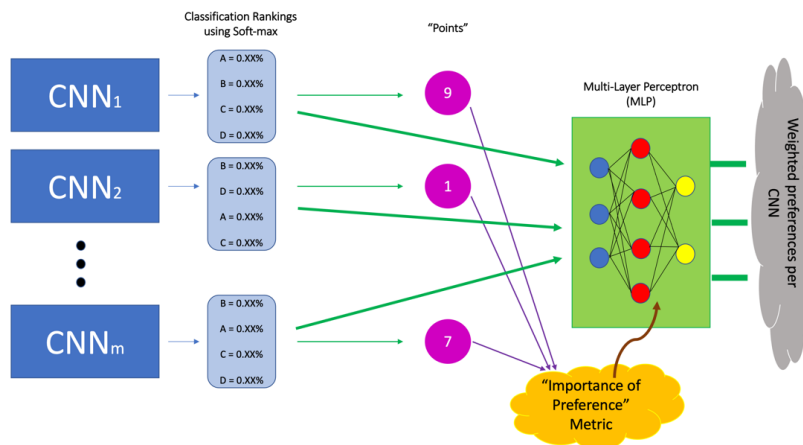 Classification Rankings
using Soft-max
"Points"
CNN1
A = 0.XX%
B = 0.XX%
C = 0.XX%
D = 0.XX%
9
Multi-Layer Perceptron
(MLP)
CNN2
B = 0.XX%
D = 0.XX%
A = 0.XX%
C = 0.XX%
1
CNNm
B = 0.XX%
A = 0.XX%
C = 0.XX%
D = 0.XX%
7
"Importance of
Preference"
Metric
Weighted preferences per
CNN